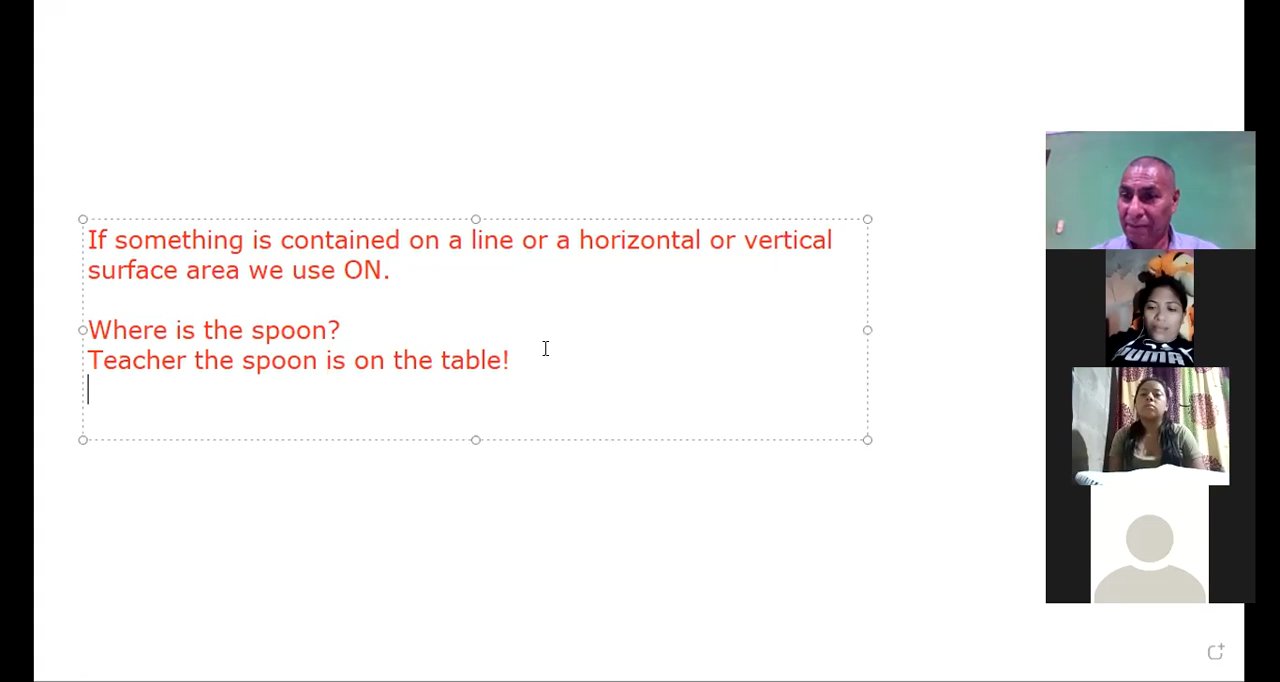 If something is contained on a line or a horizontal or vertical
surface area we use ON.
Where is the spoon?
Teacher the spoon is on the table!
PUMA